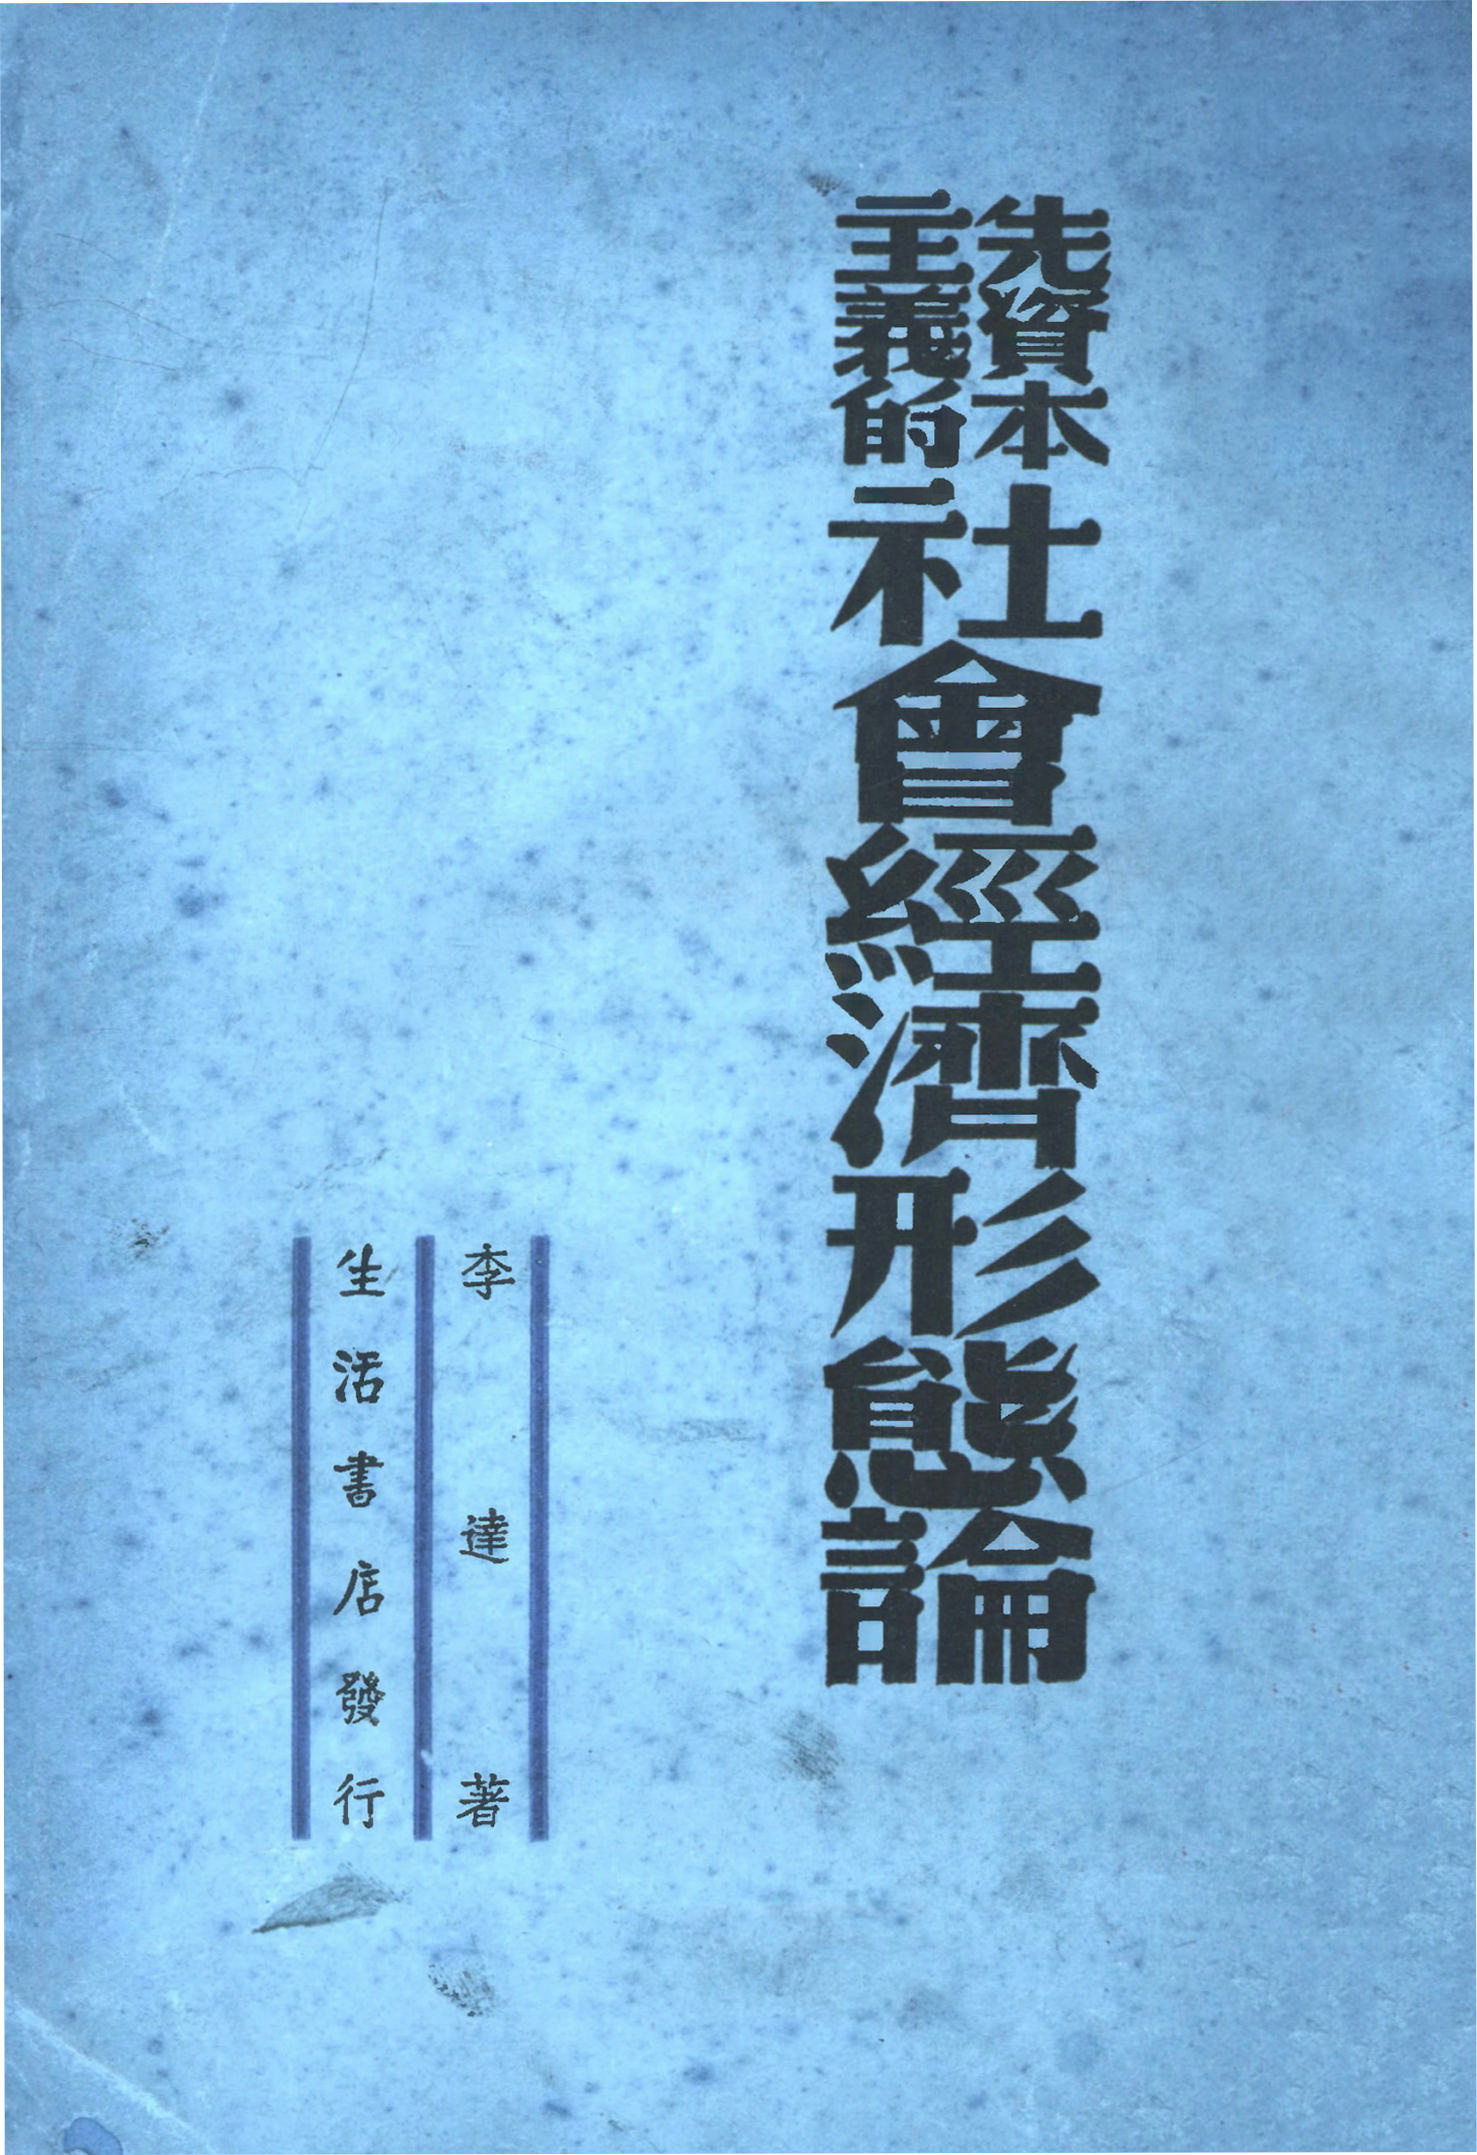 先資本
主義的
社會經濟形態論
李達著
生活書店發行